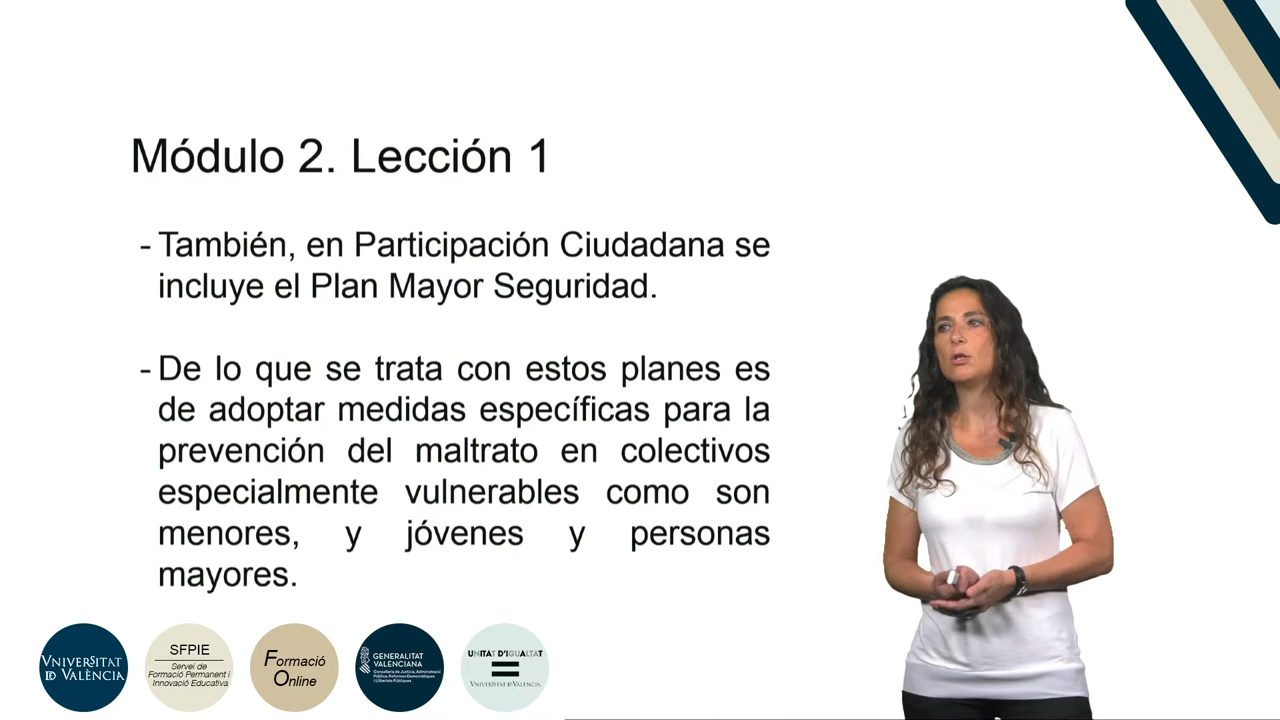 Módulo 2. Lección 1
- También, en Participación Ciudadana se
incluye el Plan Mayor Seguridad.
- De lo que se trata con estos planes es
de adoptar medidas específicas para la
prevención del maltrato en colectivos
especialmente vulnerables como son
menores, y jóvenes y personas
mayores.
VNIVERSITAT
ID VALÈNCIA
SFPIE
Servei de
Formació Permanent i
Innovació Educativa
Formació
Online
GENERALITAT
VALENCIANA
Conselleria de Justícia, Administració
Pública, Reformes Democràtiques
i Llibertats Públiques
UNITAT D'IGUALTAT
VNIVERSITAT ID VALÈNCIA